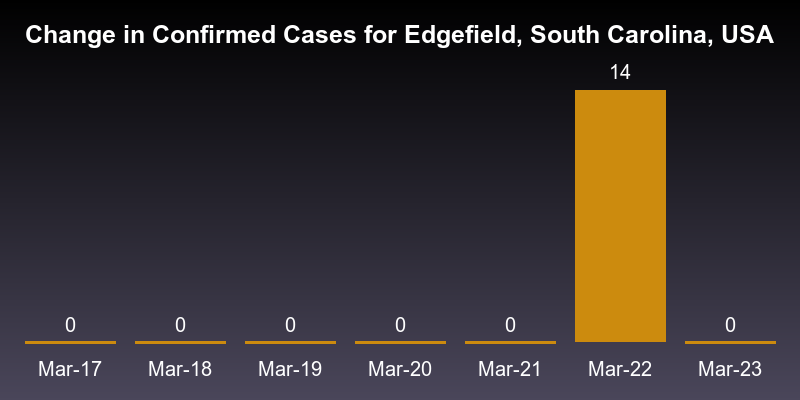 Change in Confirmed Cases for Edgefield, South Carolina, USA
14
0 0 0 0 0 0
Mar-17 Mar-18 Mar-19 Mar-20 Mar-21 Mar-22 Mar-23